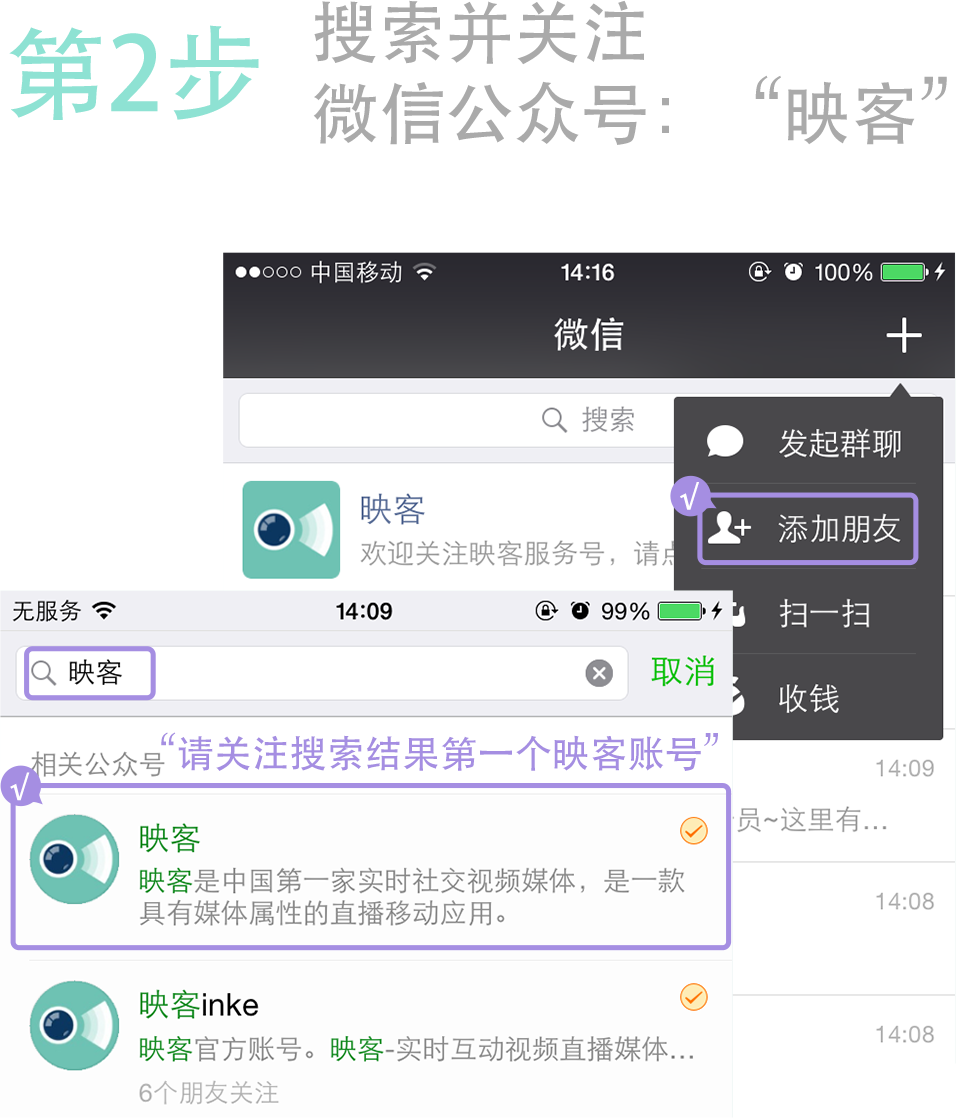 第2步
搜索并关注
微信公众号：“映客”
中国移动 14:16 100%
微信
搜索
发起群聊
添加朋友
扫一扫
收钱
映客
欢迎关注映客服务号，请点
无服务 14:09 99%
映客 取消
相关公众号 “请关注搜索结果第一个映客账号”
√
√
映客
映客是中国第一家实时社交视频媒体，是一款
具有媒体属性的直播移动应用。
映客inke
映客官方账号。映客-实时互动视频直播媒体...
6个朋友关注
14:09
员~这里有...
14:08
14:08